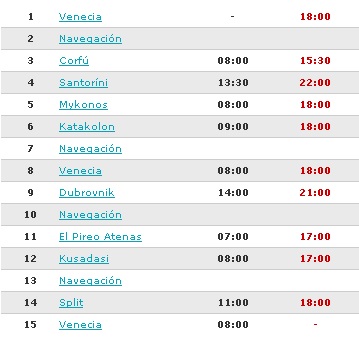 1 Venecia - 18:00
2 Navegación
3 Corfú 08:00 15:30
4 Santoríni 13:30 22:00
5 Mykonos 08:00 18:00
6 Katakolon 09:00 18:00
7 Navegación
8 Venecia 08:00 18:00
9 Dubrovnik 14:00 21:00
10 Navegación
11 El Pireo Atenas 07:00 17:00
12 Kusadasi 08:00 17:00
13 Navegación
14 Split 11:00 18:00
15 Venecia 08:00 -